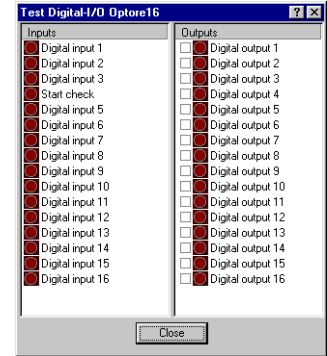 Test Digital-I/O Optore16
Inputs
Digital input 1
Digital input 2
Digital input 3
Start check
Digital input 5
Digital input 6
Digital input 7
Digital input 8
Digital input 9
Digital input 10
Digital input 11
Digital input 12
Digital input 13
Digital input 14
Digital input 15
Digital input 16
Outputs
Digital output 1
Digital output 2
Digital output 3
Digital output 4
Digital output 5
Digital output 6
Digital output 7
Digital output 8
Digital output 9
Digital output 10
Digital output 11
Digital output 12
Digital output 13
Digital output 14
Digital output 15
Digital output 16
Close